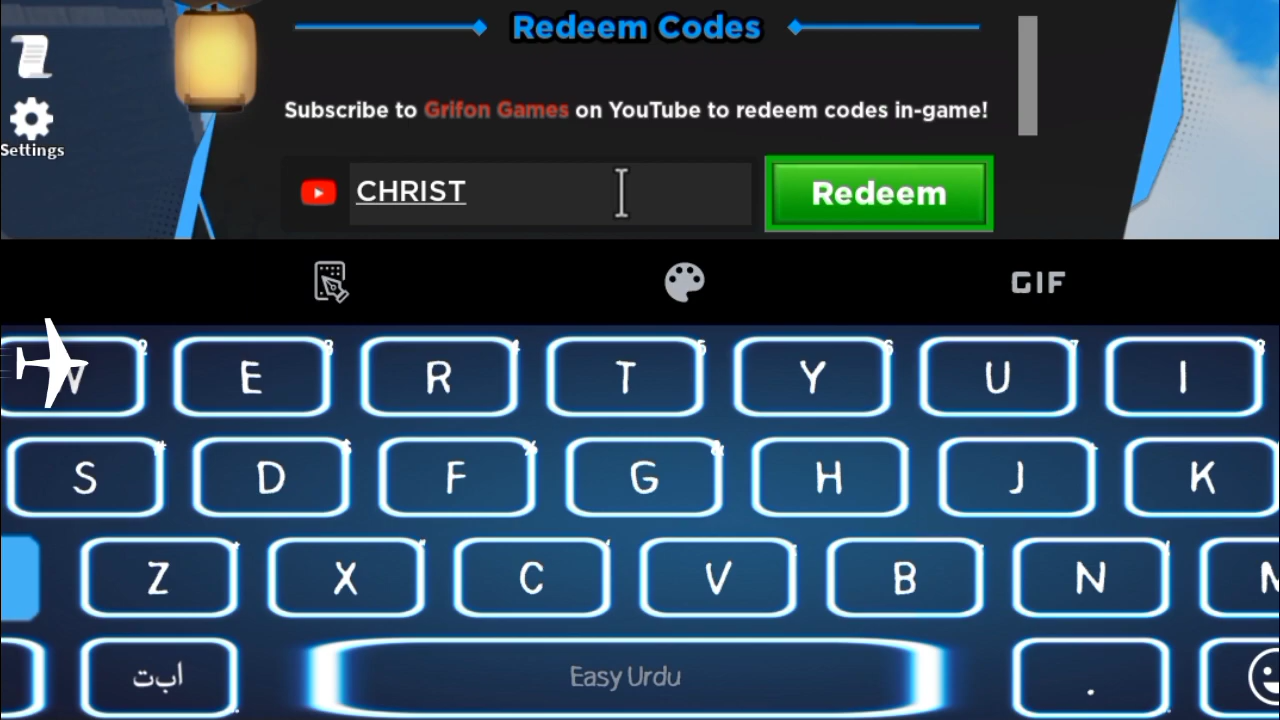 Redeem Codes
Subscribe to Grifon Games on YouTube to redeem codes in-game!
Settings
CHRIST
Redeem
GIF
E R T Y U I
S D F G H J K
Z X C V B N
ا ب ت
Easy Urdu
.